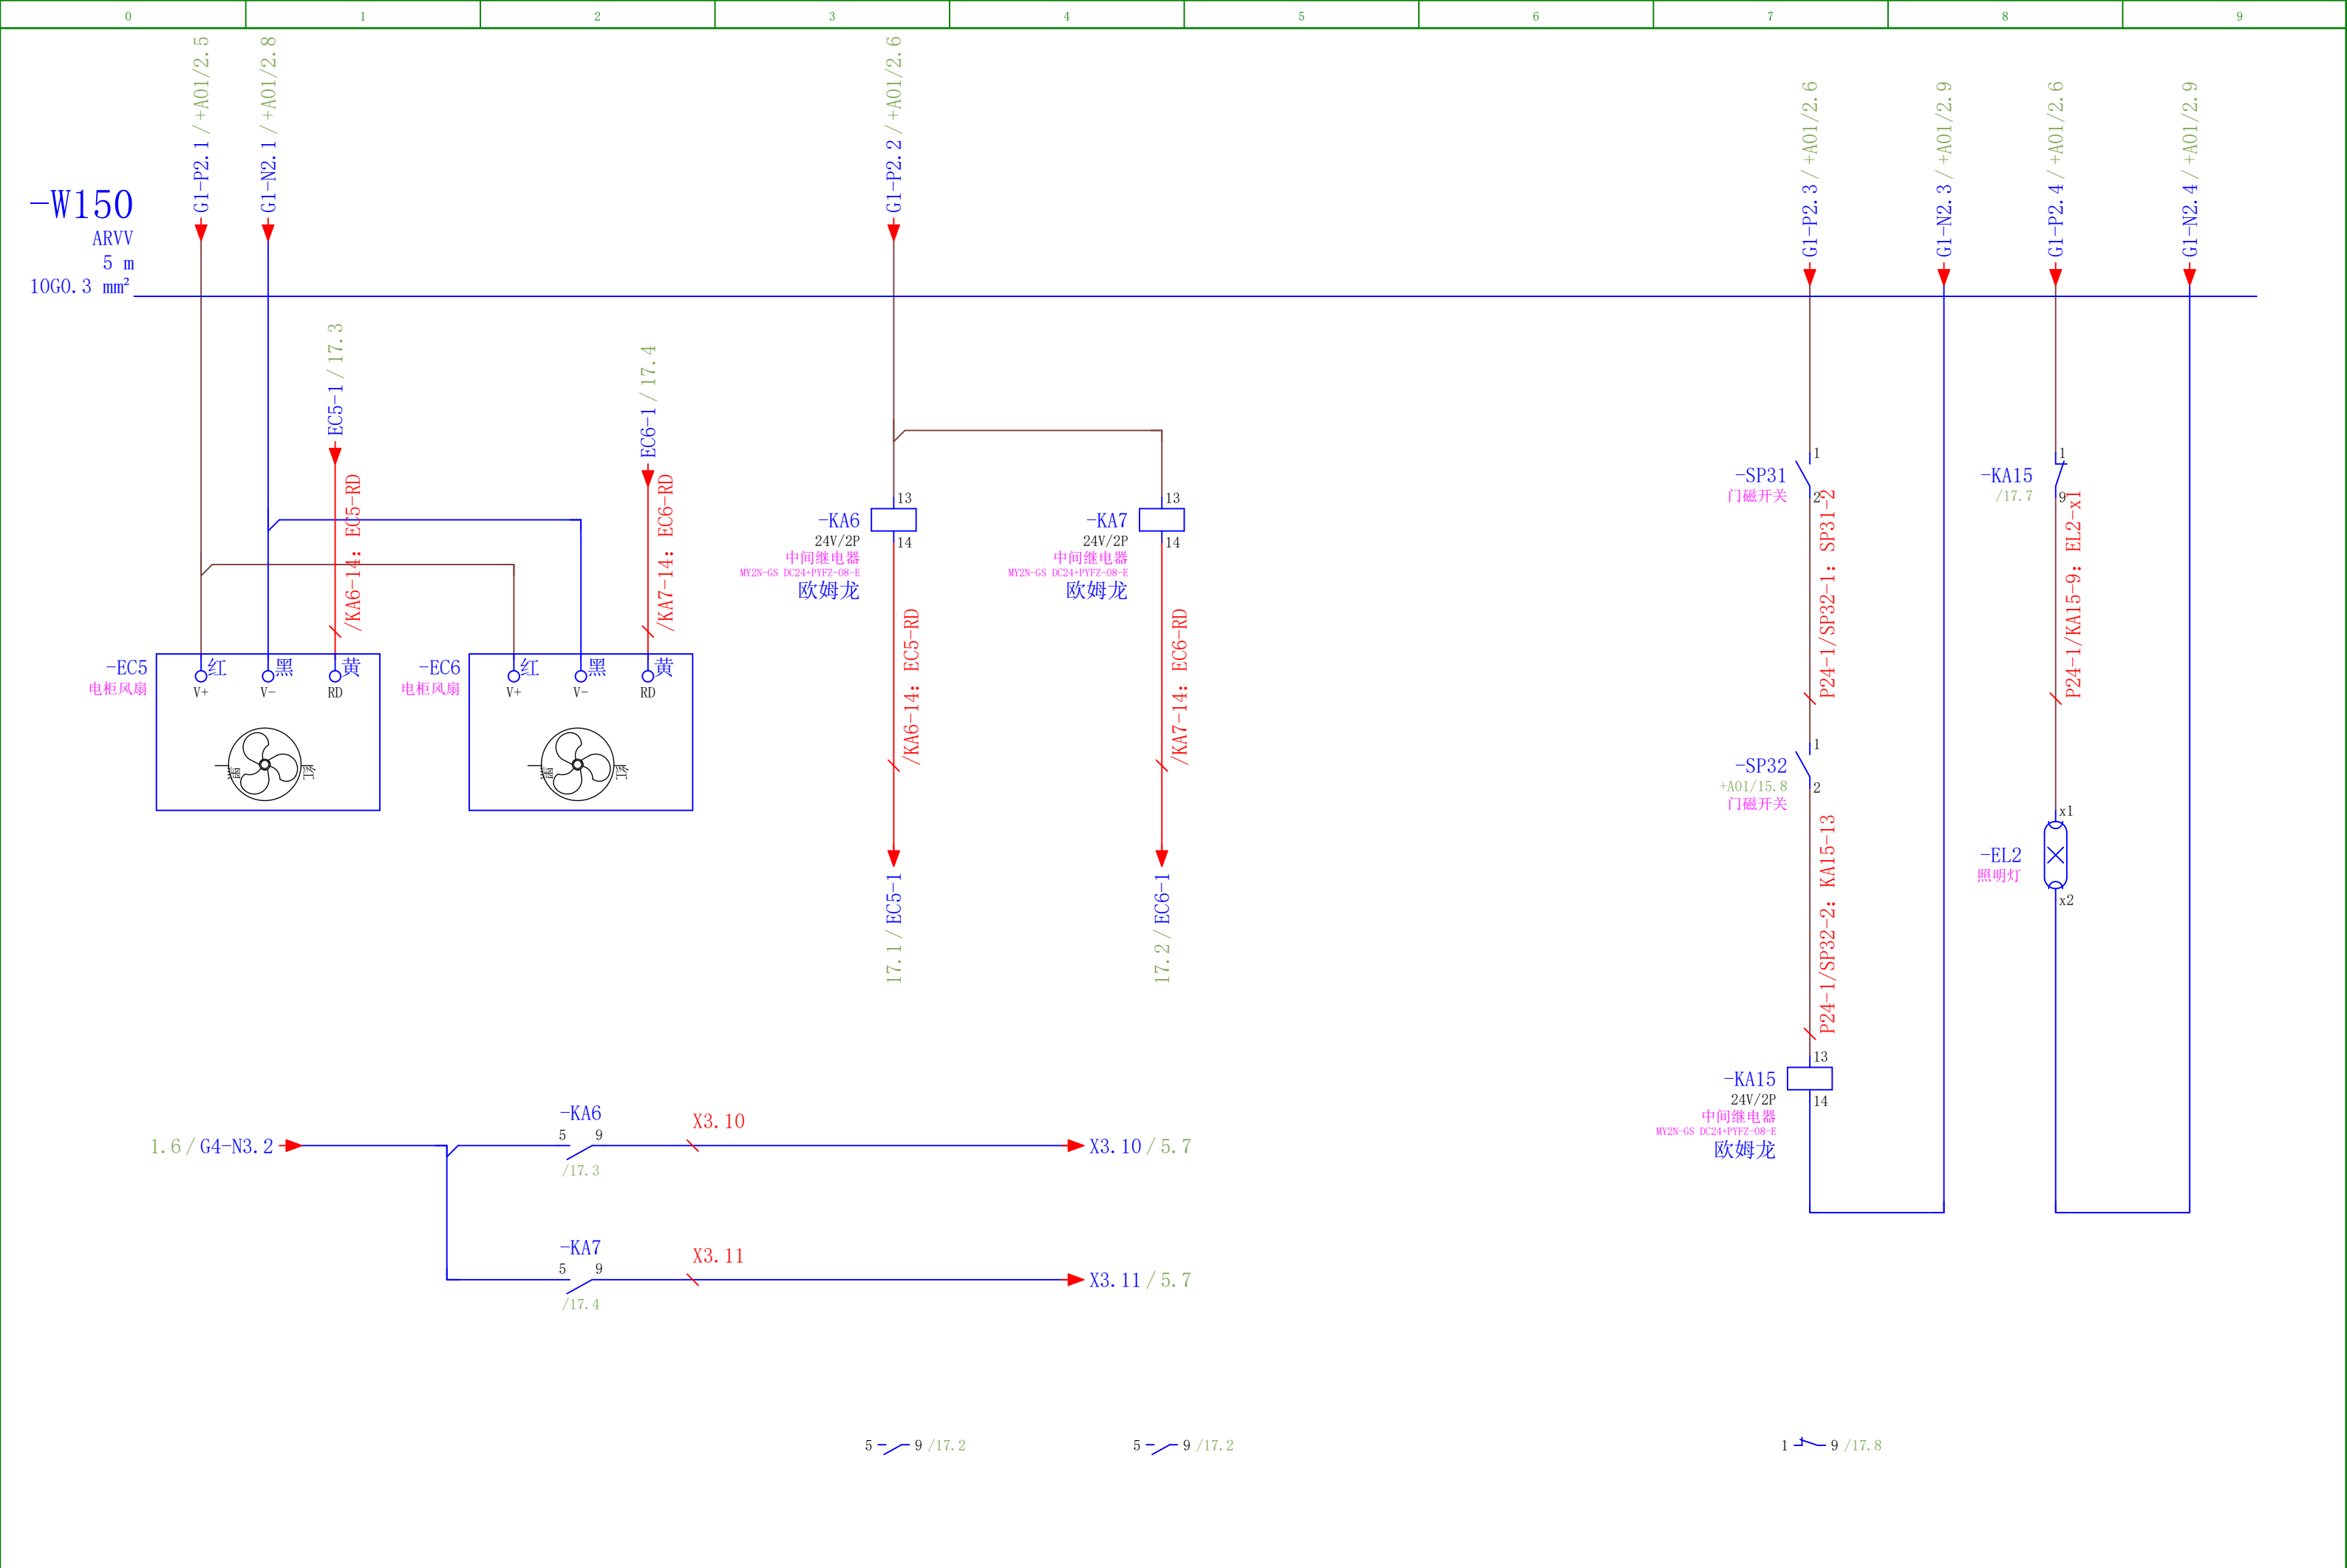 0 1 2 3 4 5 6 7 8 9
G1-P2.1 / +A01/2.5
G1-N2.1 / +A01/2.8
G1-P2.2 / +A01/2.6
G1-P2.3 / +A01/2.6
G1-N2.3 / +A01/2.9
G1-P2.4 / +A01/2.6
G1-N2.4 / +A01/2.9
-W150
ARVV
5 m
10G0.3 mm²
EC5-1 / 17.3
/KA6-14: EC5-RD
EC6-1 / 17.4
/KA7-14: EC6-RD
-EC5
电柜风扇
红 黑 黄
V+ V- RD
黑 红
-EC6
电柜风扇
红 黑 黄
V+ V- RD
黑 红
-KA6
24V/2P
中间继电器
MY2N-GS DC24+PYFZ-08-E
欧姆龙
13
14
/KA6-14: EC5-RD
17.1 / EC5-1
-KA7
24V/2P
中间继电器
MY2N-GS DC24+PYFZ-08-E
欧姆龙
13
14
/KA7-14: EC6-RD
17.2 / EC6-1
-SP31
门磁开关
1
2
P24-1/SP32-1: SP31-2
-SP32
+A01/15.8
门磁开关
1
2
P24-1/SP32-2: KA15-13
-KA15
24V/2P
中间继电器
MY2N-GS DC24+PYFZ-08-E
欧姆龙
13
14
-KA15
/17.7
1
9
P24-1/KA15-9: EL2-x1
-EL2
照明灯
x1
x2
1.6 / G4-N3.2
-KA6
5 9
/17.3
X3.10
X3.10 / 5.7
-KA7
5 9
/17.4
X3.11
X3.11 / 5.7
5 9 /17.2
5 9 /17.2
1 9 /17.8